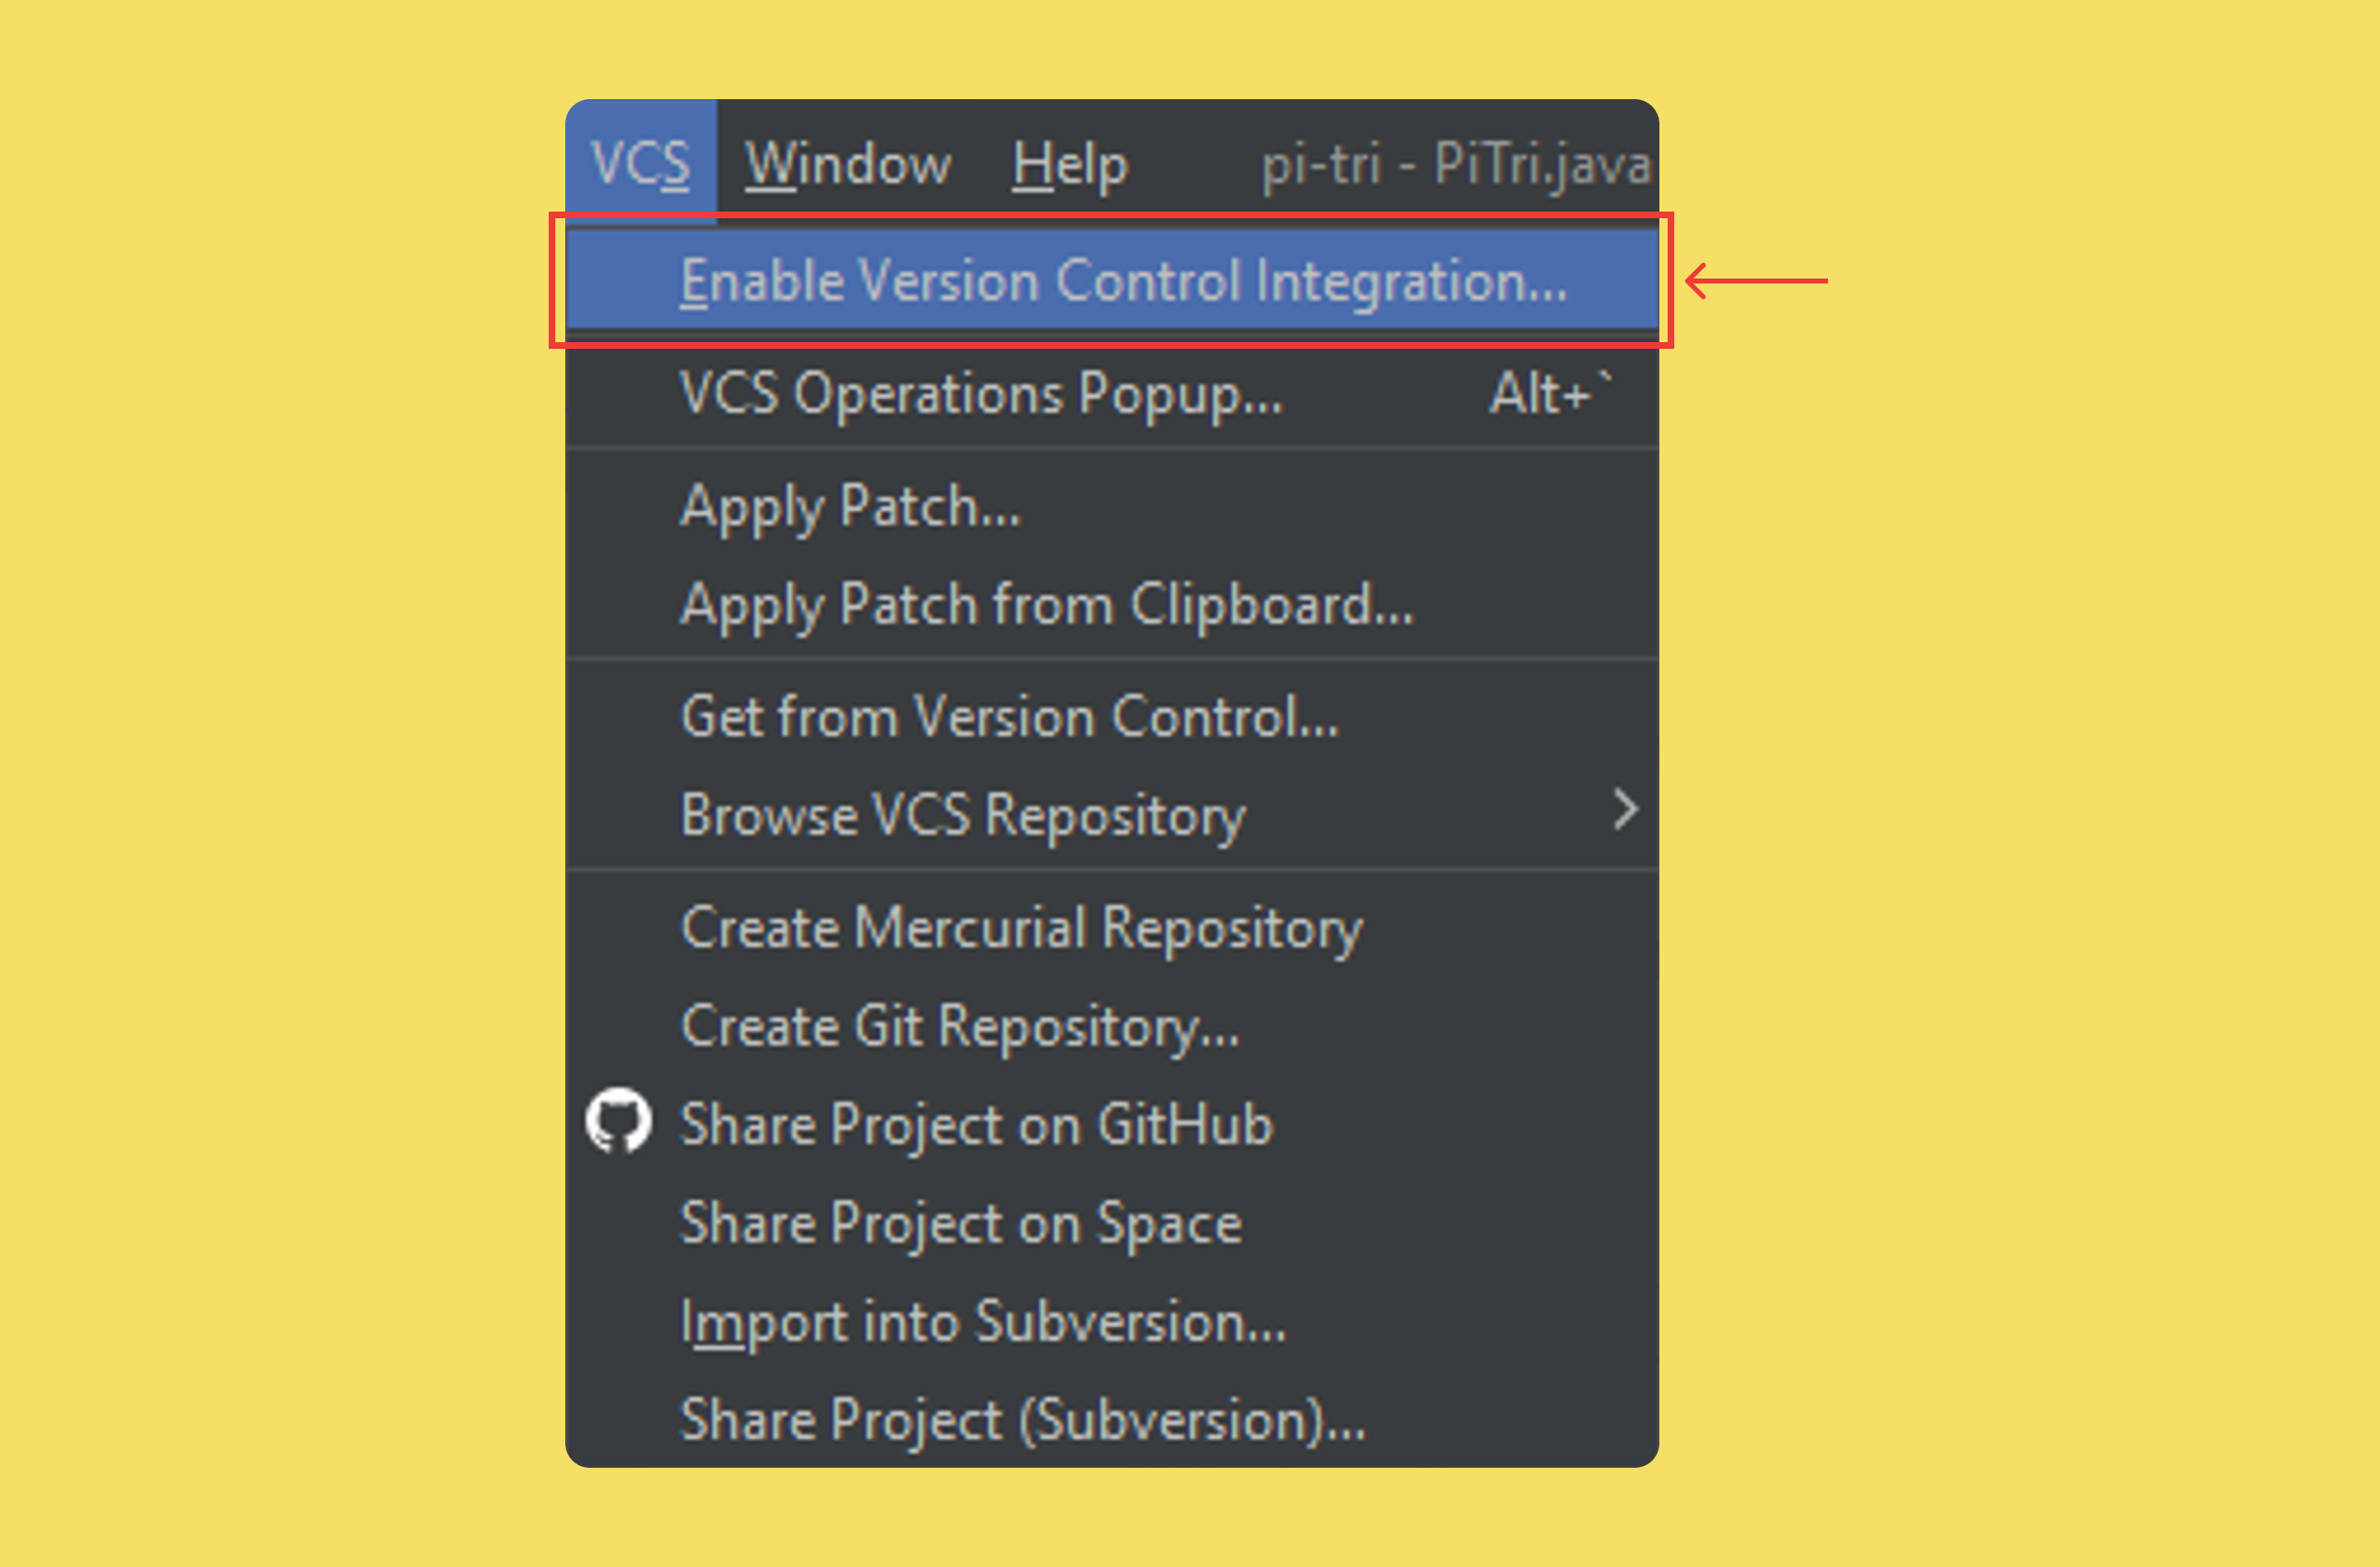 VCS Window Help pi-tri - PiTri.java
Enable Version Control Integration...
VCS Operations Popup... Alt+`
Apply Patch...
Apply Patch from Clipboard...
Get from Version Control...
Browse VCS Repository
Create Mercurial Repository
Create Git Repository...
Share Project on GitHub
Share Project on Space
Import into Subversion...
Share Project (Subversion)...